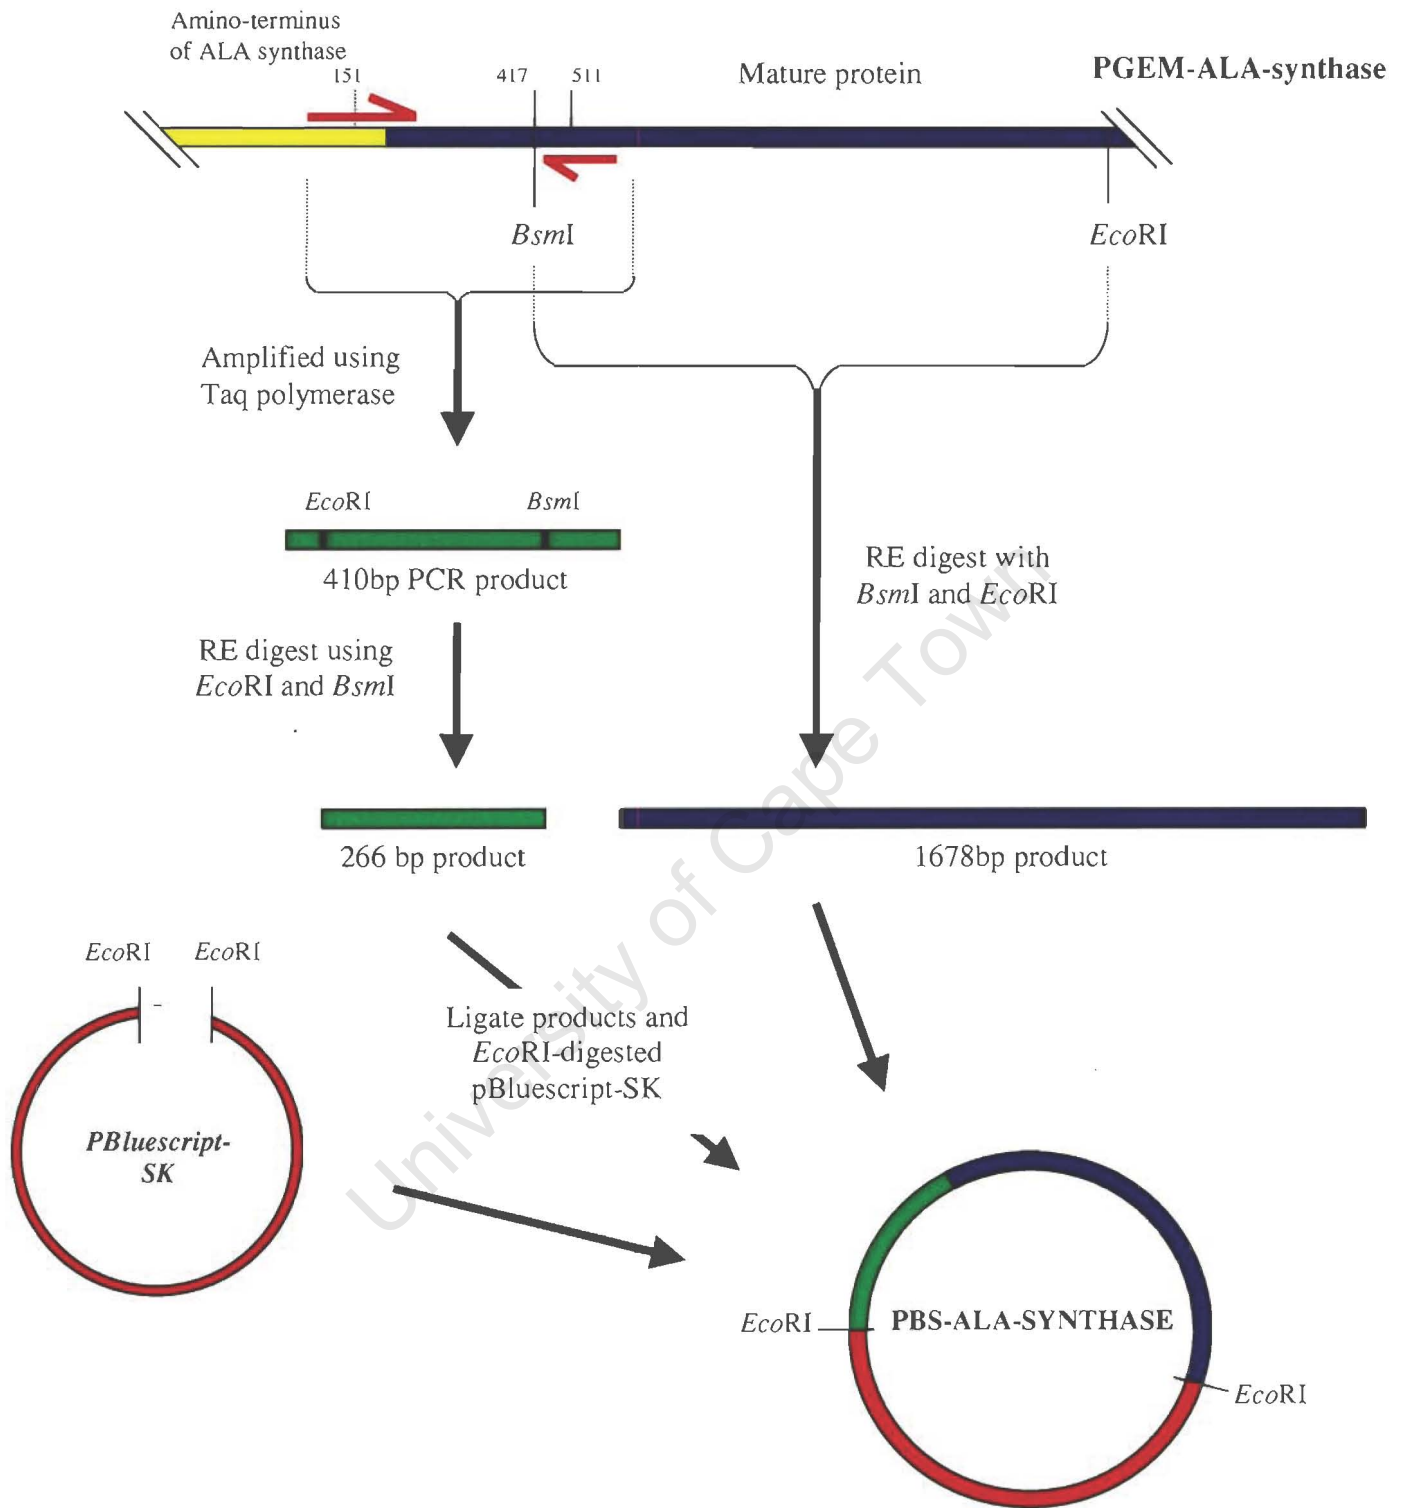 Amino-terminus
of ALA synthase
151
417
511
Mature protein
PGEM-ALA-synthase
BsmI
EcoRI
Amplified using
Taq polymerase
EcoRI
BsmI
410bp PCR product
RE digest with
BsmI and EcoRI
RE digest using
EcoRI and BsmI
266 bp product
1678bp product
EcoRI
EcoRI
Ligate products and
EcoRI-digested
pBluescript-SK
PBluescript-
SK
EcoRI
PBS-ALA-SYNTHASE
EcoRI
University of Cape Town